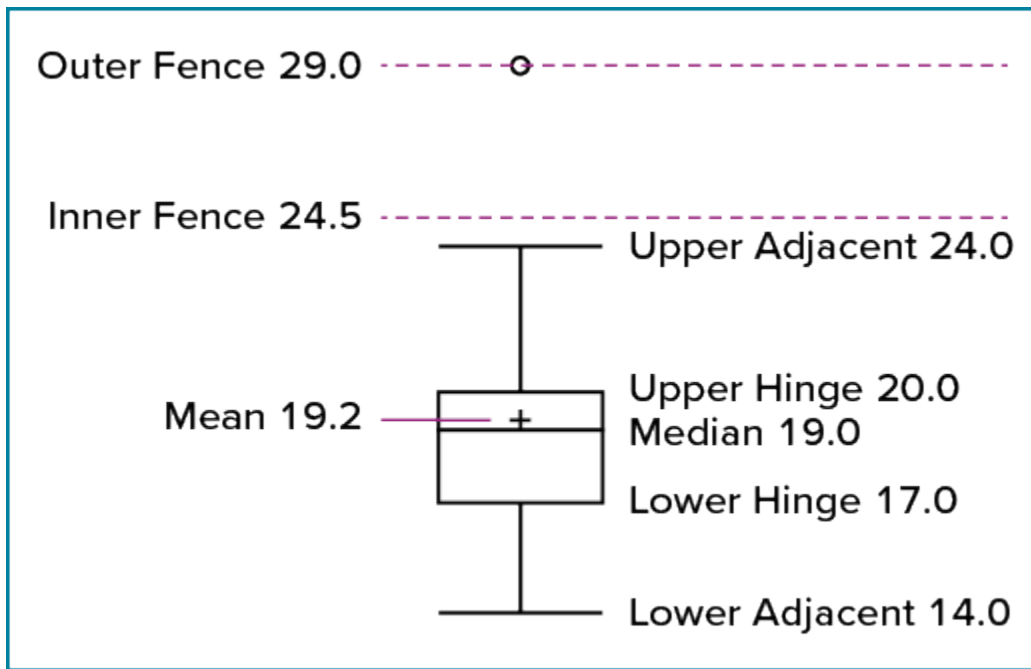 Outer Fence 29.0
Inner Fence 24.5
Upper Adjacent 24.0
Upper Hinge 20.0
Mean 19.2
Median 19.0
Lower Hinge 17.0
Lower Adjacent 14.0